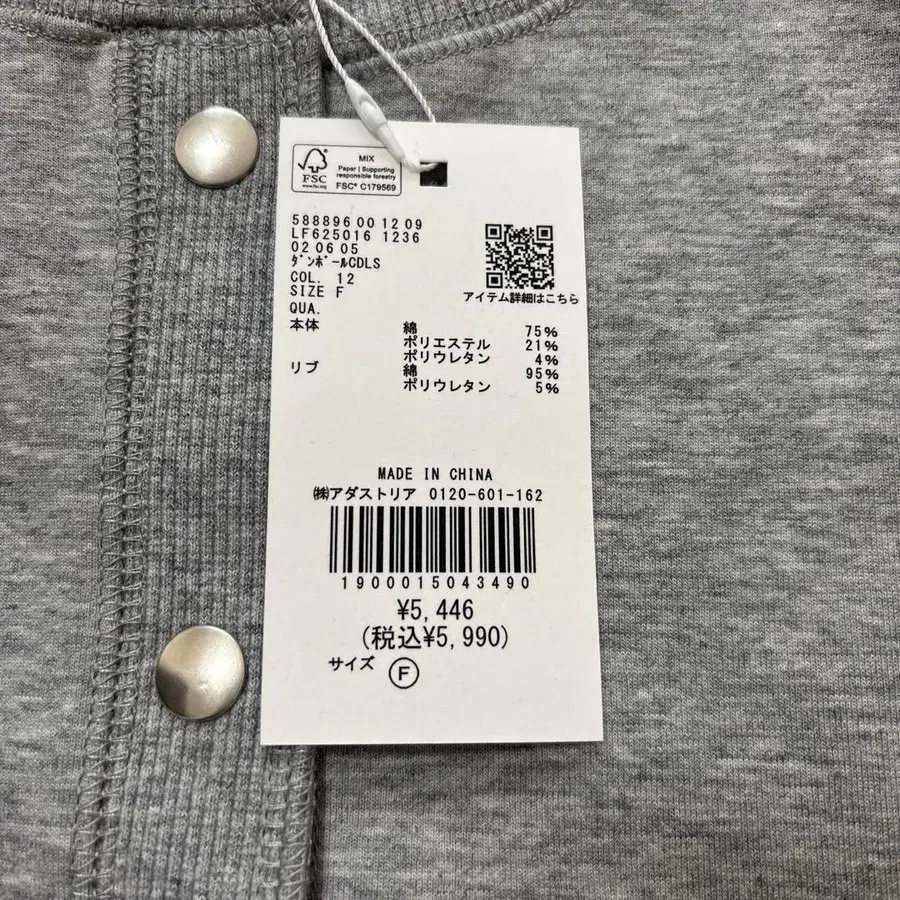 MIX
Paper | Supporting
responsible forestry
FSC
www.fsc.org
FSC® C179569
588896 00 12 09
LF625016 1236
02 06 05
ﾀﾞﾝﾎﾞｰﾙCDLS
COL. 12
SIZE F
QUA.
アイテム詳細はこちら
本体 綿 75%
ポリエステル 21%
ポリウレタン 4%
リブ 綿 95%
ポリウレタン 5%
MADE IN CHINA
㈱アダストリア 0120-601-162
1900015043490
¥5,446
(税込¥5,990)
サイズ F